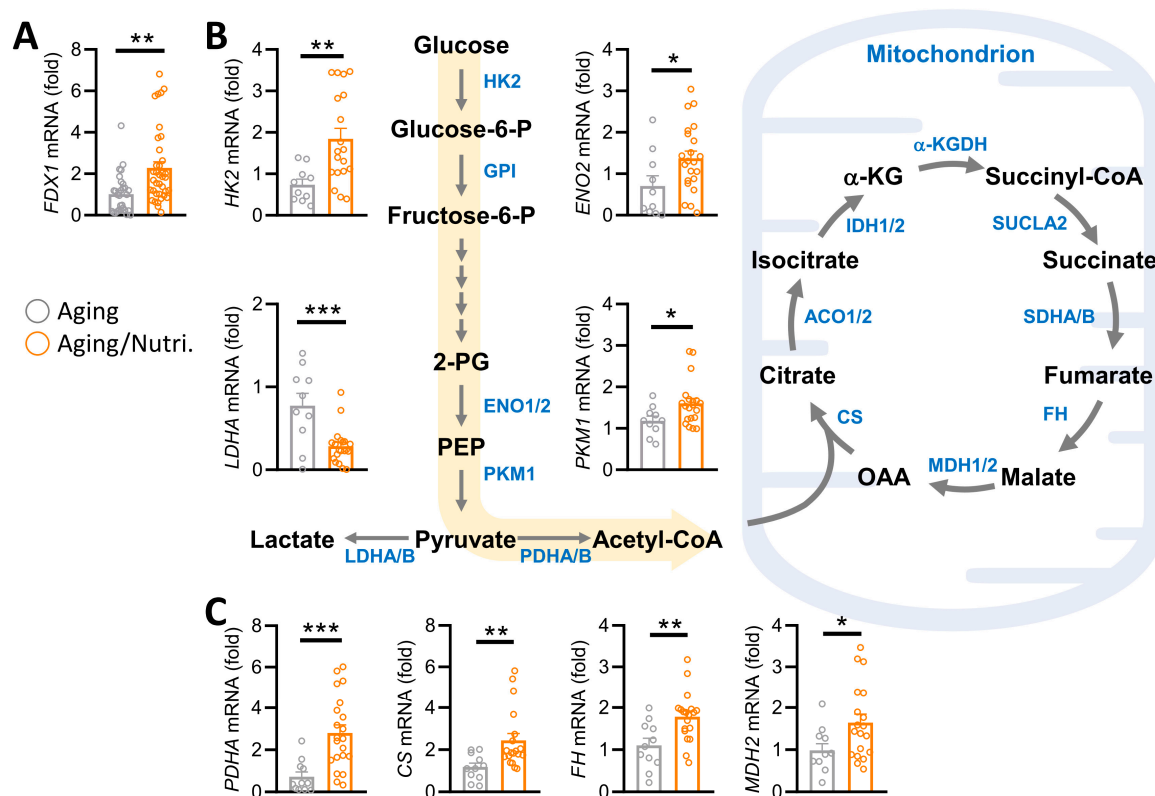 A
FDX1 mRNA (fold)
8
6
4
2
0
**
B
HK2 mRNA (fold)
4
3
2
1
0
**
Glucose
HK2
Glucose-6-P
GPI
Fructose-6-P
2-PG
ENO1/2
PEP
PKM1
Pyruvate
LDHA/B
Lactate
PDHA/B
Acetyl-CoA
ENO2 mRNA (fold)
4
3
2
1
0
*
Aging
Aging/Nutri.
LDHA mRNA (fold)
2
1
0
***
PKM1 mRNA (fold)
4
3
2
1
0
*
Mitochondrion
α-KGDH
α-KG
Succinyl-CoA
IDH1/2
SUCLA2
Isocitrate
Succinate
ACO1/2
SDHA/B
Citrate
Fumarate
CS
FH
OAA
MDH1/2
Malate
C
PDHA mRNA (fold)
8
6
4
2
0
***
CS mRNA (fold)
8
6
4
2
0
**
FH mRNA (fold)
4
3
2
1
0
**
MDH2 mRNA (fold)
4
3
2
1
0
*